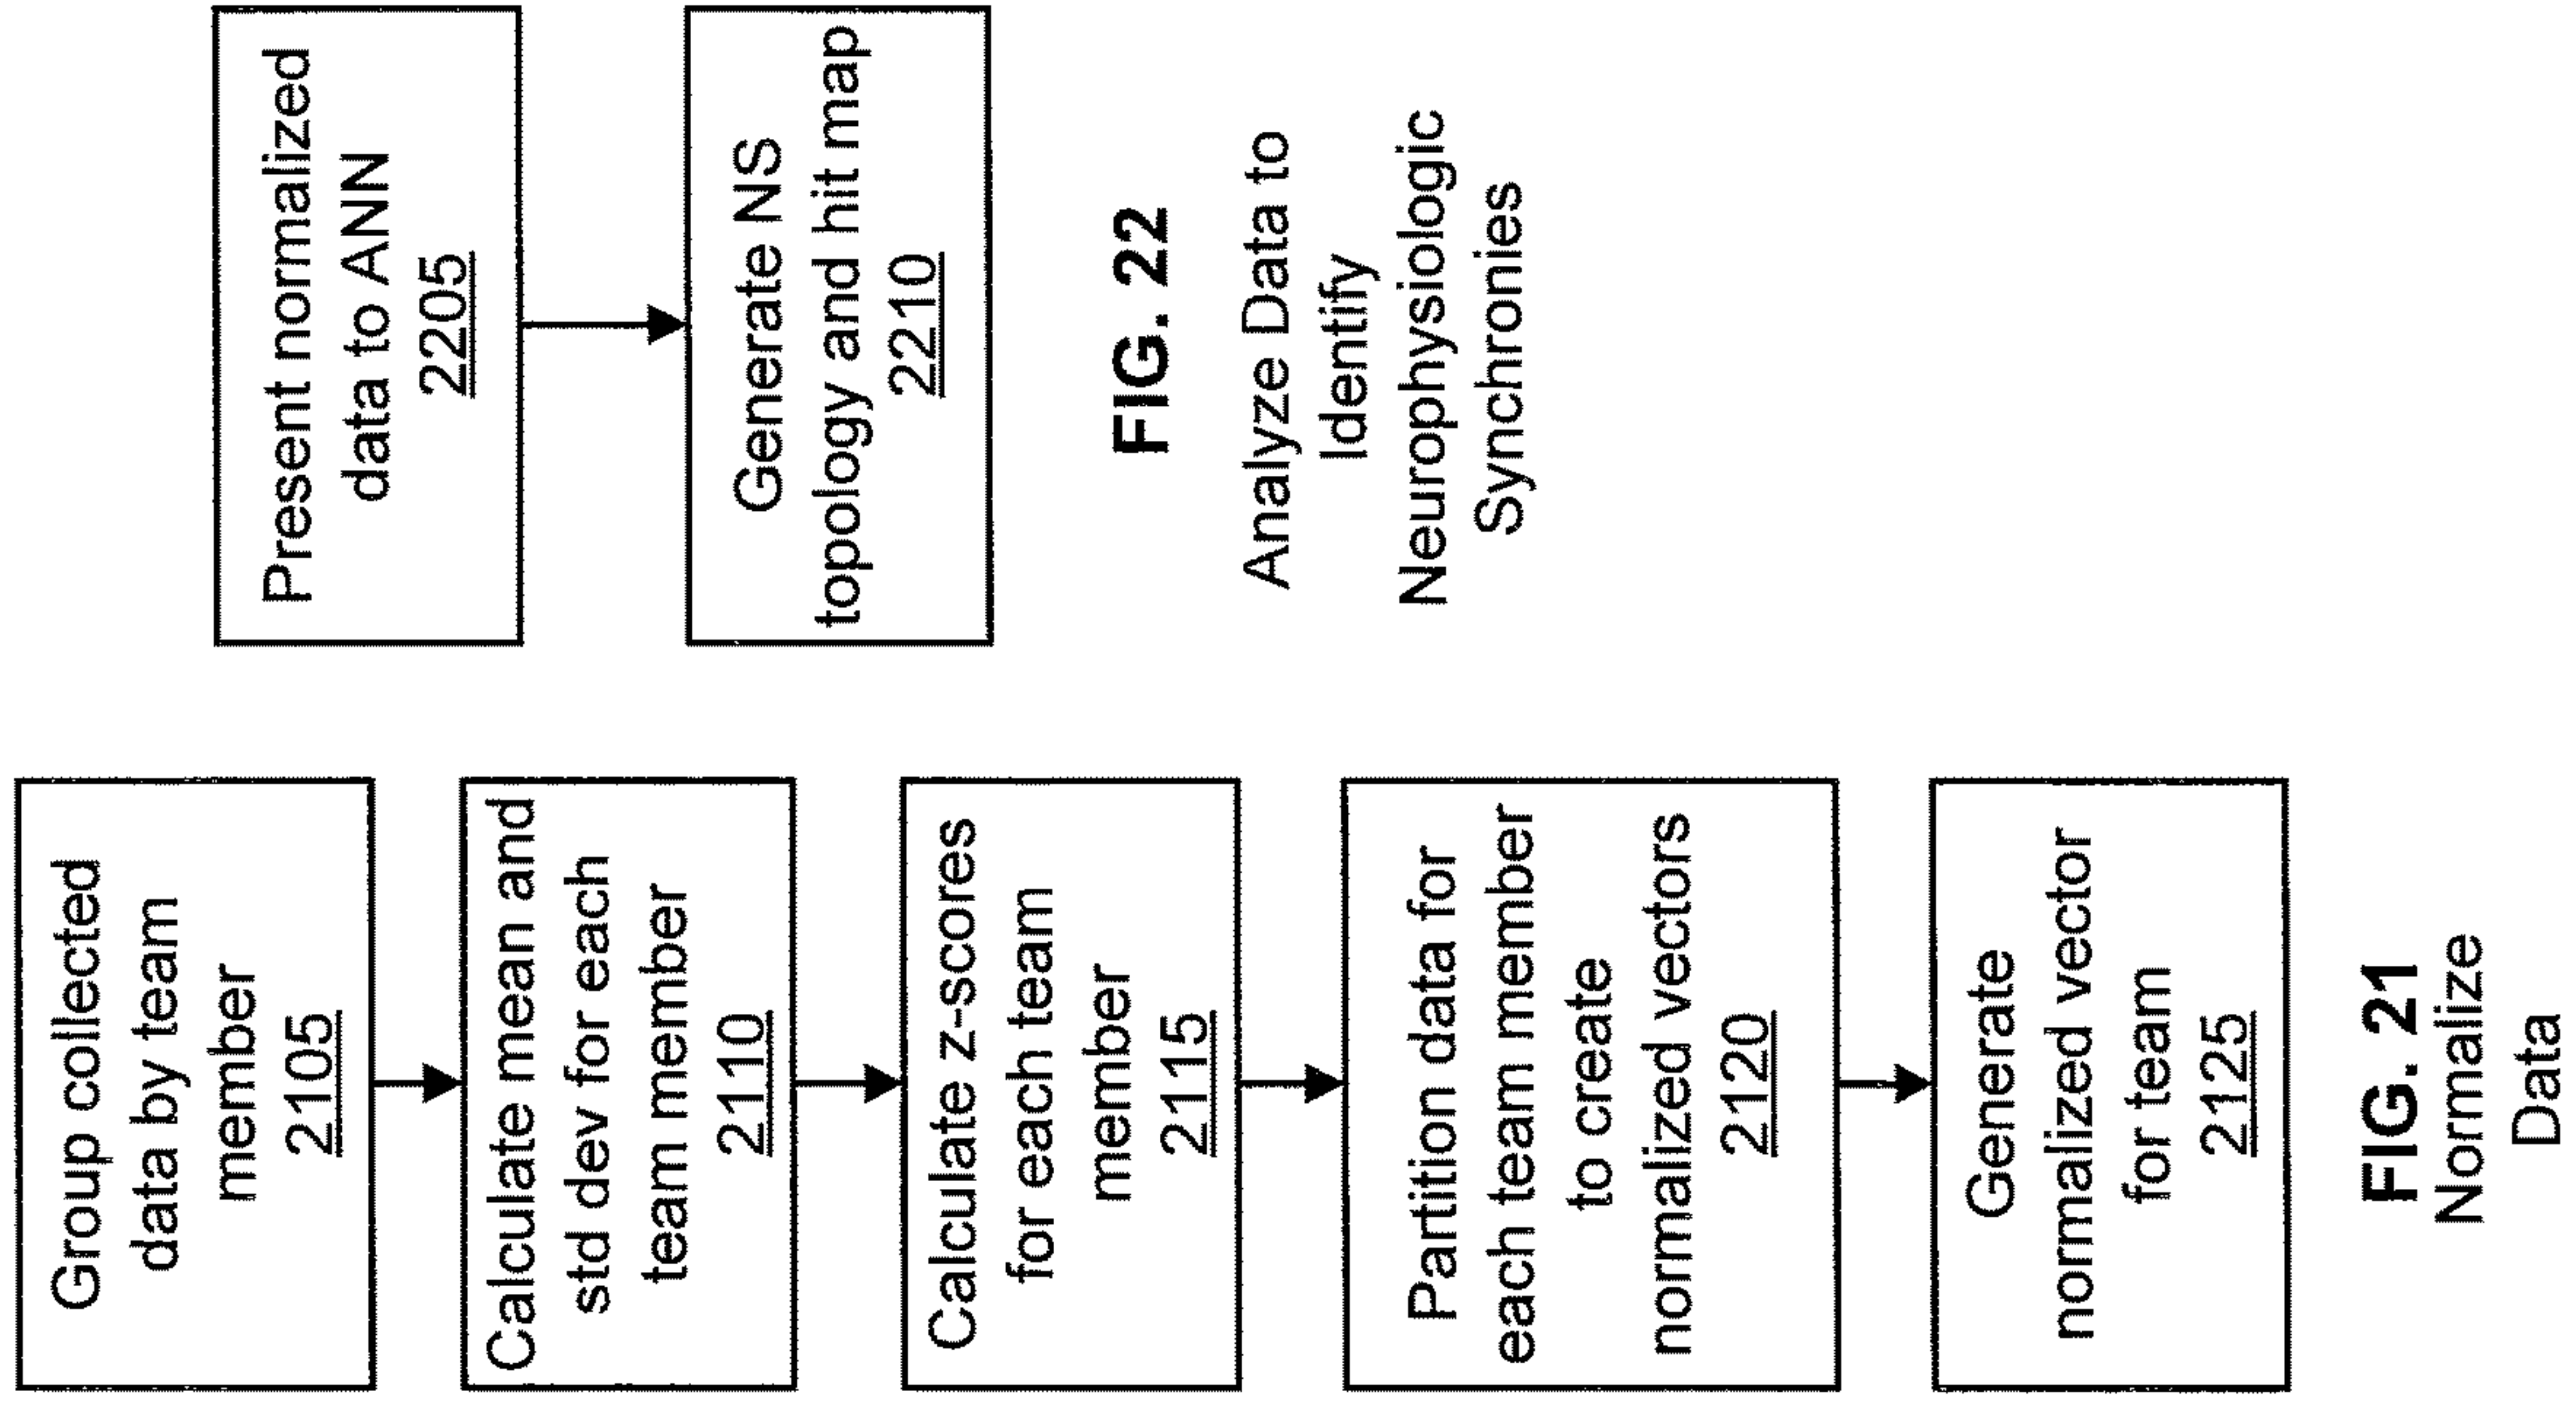 Group collected
data by team
member
2105
Calculate mean and
std dev for each
team member
2110
Calculate z-scores
for each team
member
2115
Partition data for
each team member
to create
normalized vectors
2120
Generate
normalized vector
for team
2125
FIG. 21
Normalize
Data
Present normalized
data to ANN
2205
Generate NS
topology and hit map
2210
FIG. 22
Analyze Data to
Identify
Neurophysiologic
Synchronies